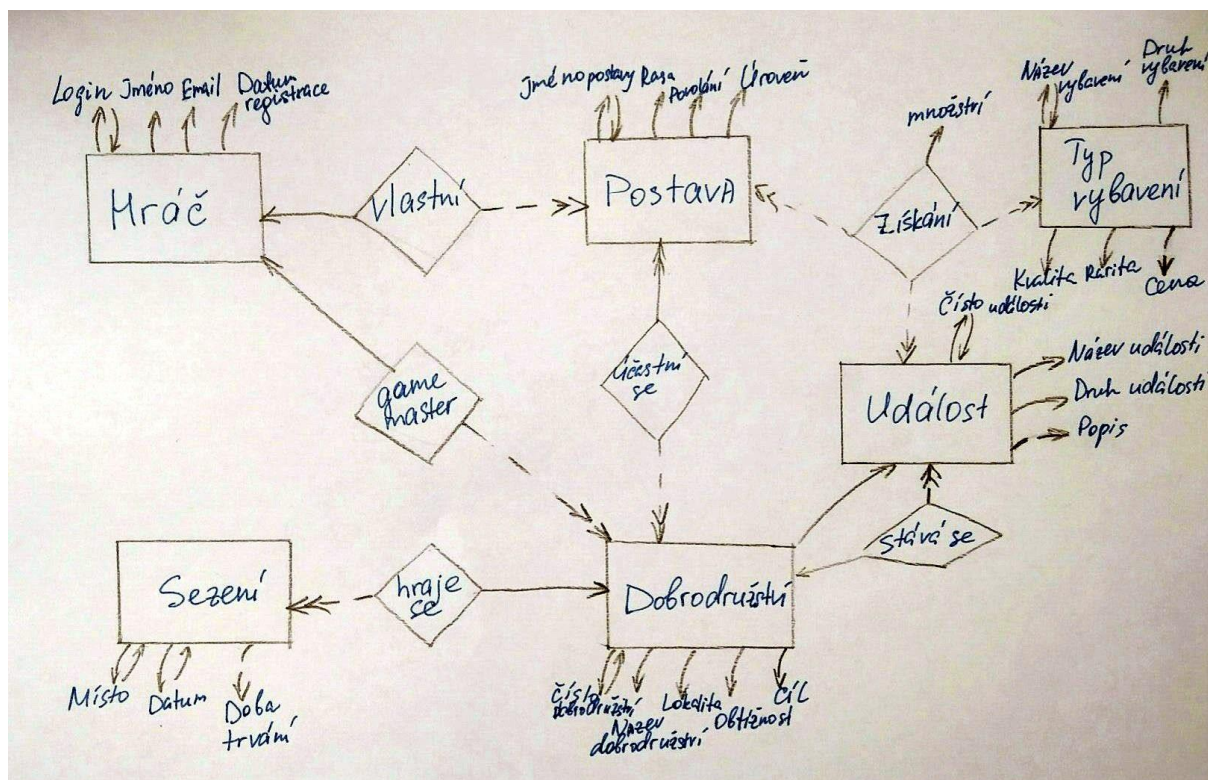 Login
Jméno
Email
Datum
registrace
Jméno postavy
Rasa
Povolání
Úroveň
množství
Název
vybavení
Druh
vybavení
Hráč
vlastní
Postava
Získání
Typ
vybavení
Kvalita
Rarita
Cena
Číslo
události
game
master
Účastní
se
Událost
Název události
Druh události
Popis
Sezení
hraje
se
Dobrodružství
stává se
Místo
Datum
Doba
trvám
Číslo
dobrodružství
Název
dobrodružství
Lokalita
Obtížnost
Cíl